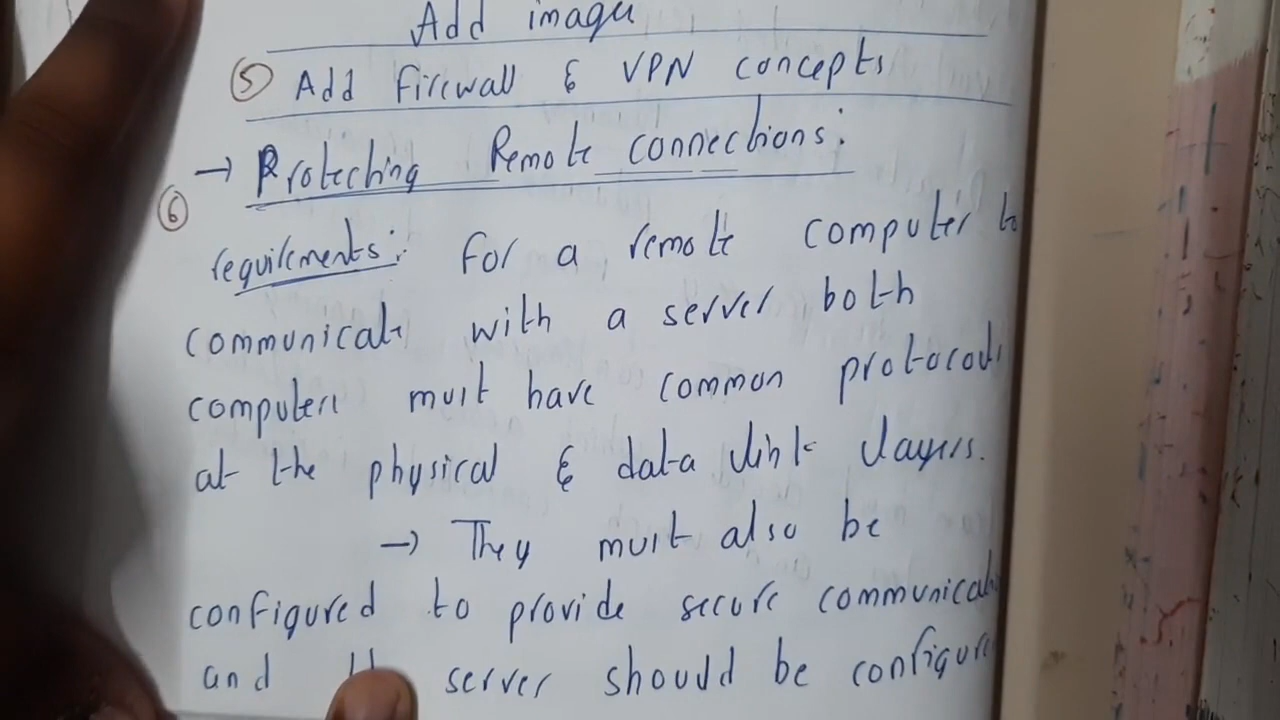 Add image
5 Add firewall & VPN concepts
→ Protecting Remote connections:
6
requirements: For a remote computer to
communicate with a server both
computers must have common protocols
at the physical & data link layers.
→ They must also be
configured to provide secure
and server should be